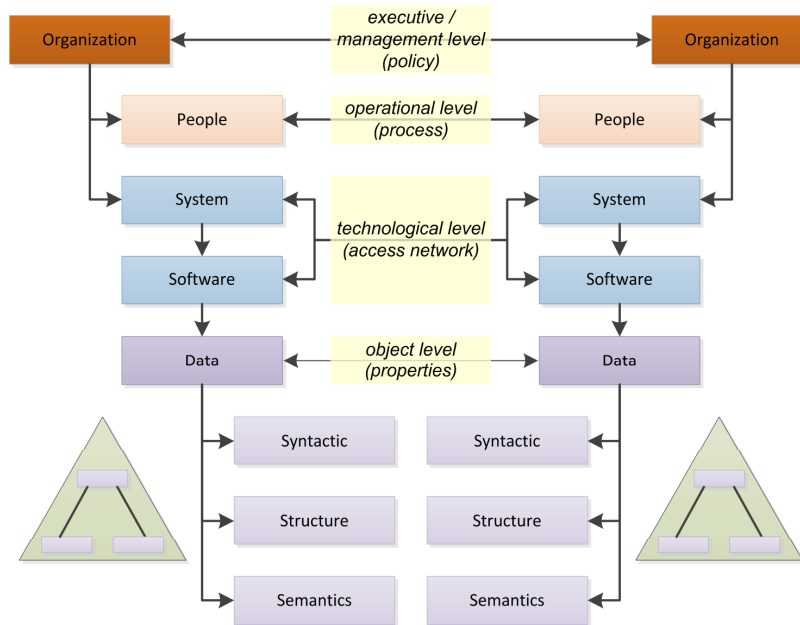 executive /
Organization
management level
Organization
(policy)
People
operational level
(process)
People
System
System
technological level
(access network)
Software
Software
Data
object level
(properties)
Data
Syntactic
Syntactic
Structure
Structure
Semantics
Semantics